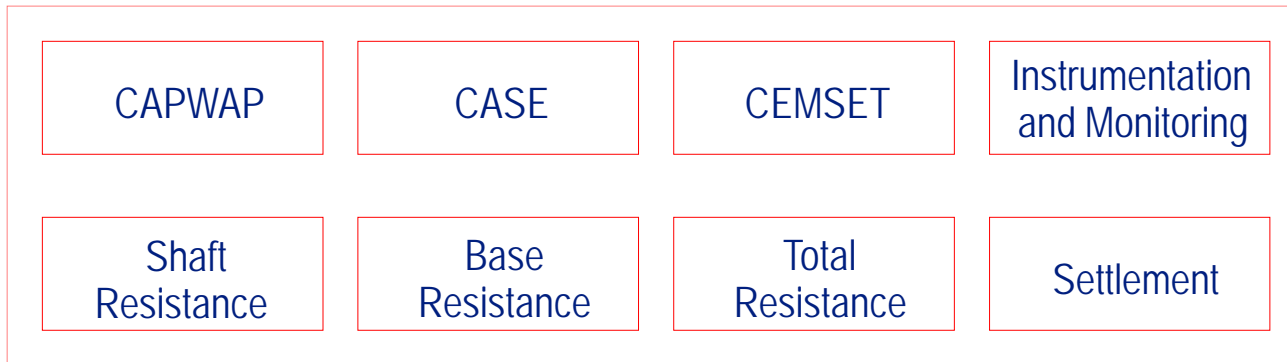 CAPWAP
CASE
CEMSET
Instrumentation
and Monitoring
Shaft
Resistance
Base
Resistance
Total
Resistance
Settlement